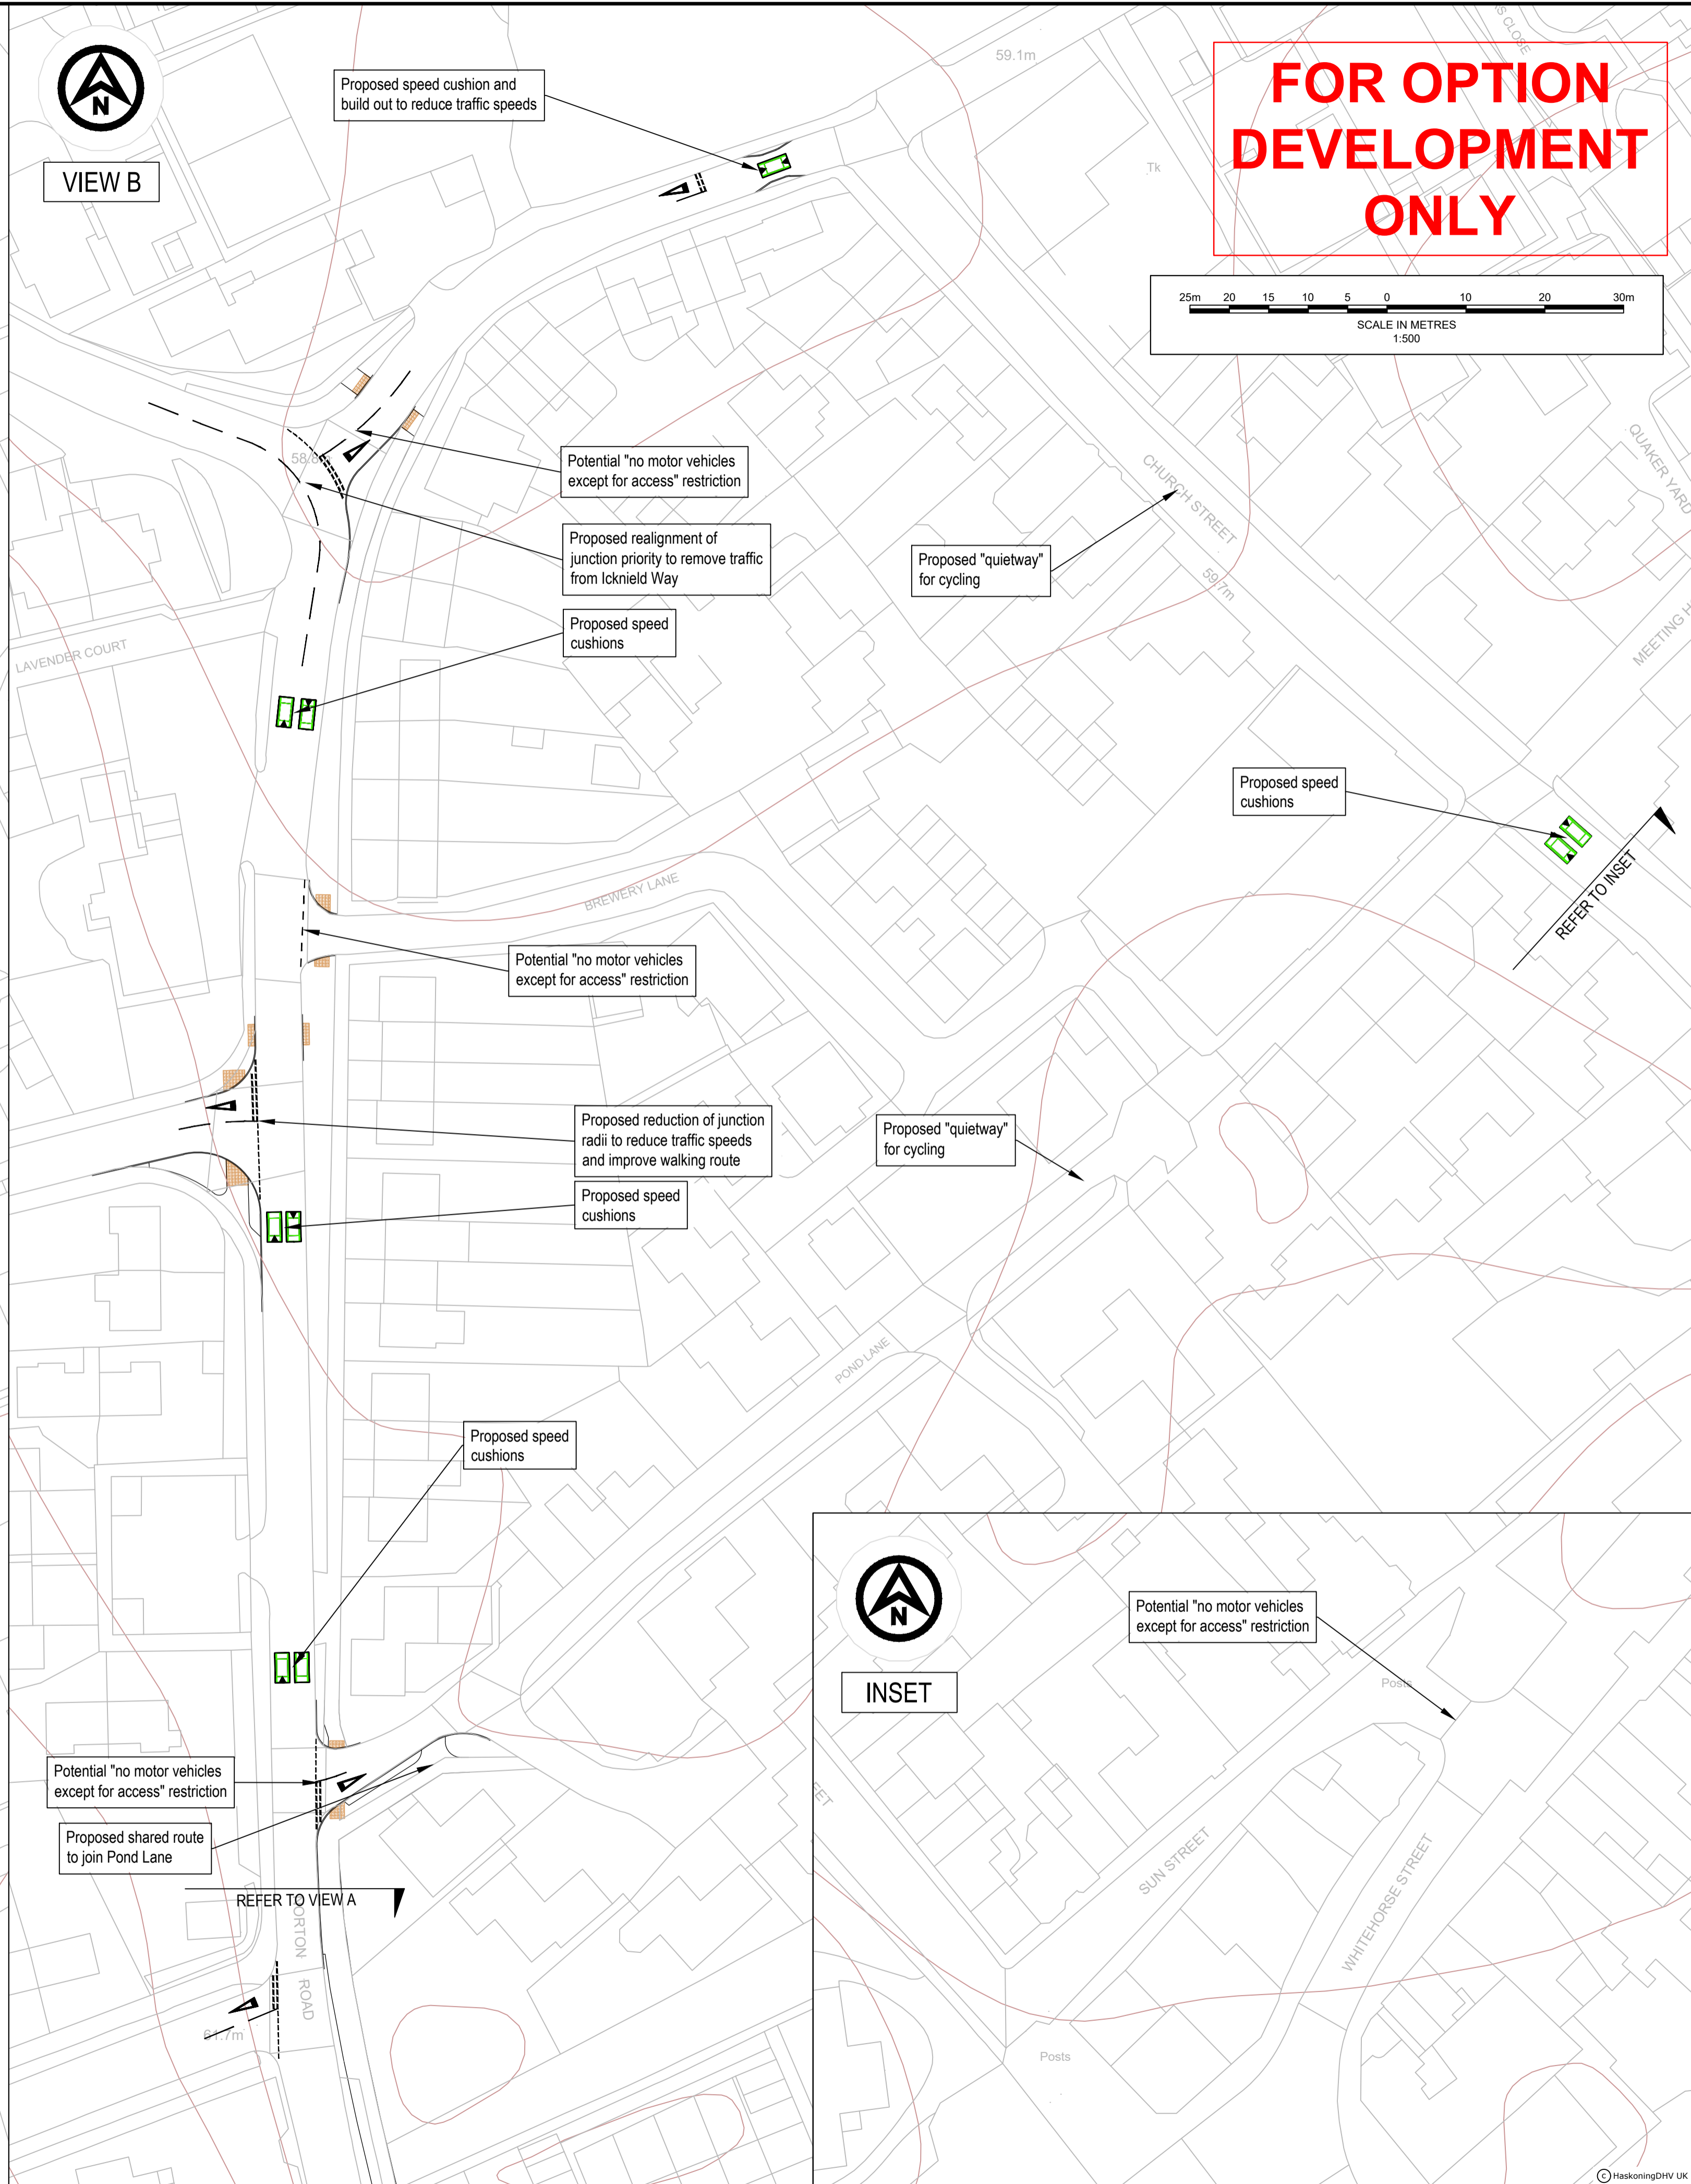 N
VIEW B
Proposed speed cushion and
build out to reduce traffic speeds
59.1m
S CLOSE
FOR OPTION
DEVELOPMENT
ONLY
Tk
25m 20 15 10 5 0 10 20 30m
SCALE IN METRES
1:500
58.8m
Potential "no motor vehicles
except for access" restriction
Proposed realignment of
junction priority to remove traffic
from Icknield Way
Proposed "quietway"
for cycling
CHURCH STREET
59.7m
QUAKER YARD
MEETING H
LAVENDER COURT
Proposed speed
cushions
Proposed speed
cushions
REFER TO INSET
BREWERY LANE
Potential "no motor vehicles
except for access" restriction
Proposed reduction of junction
radii to reduce traffic speeds
and improve walking route
Proposed "quietway"
for cycling
Proposed speed
cushions
POND LANE
Proposed speed
cushions
Potential "no motor vehicles
except for access" restriction
Proposed shared route
to join Pond Lane
REFER TO VIEW A
ORTON ROAD
61.7m
N
INSET
Potential "no motor vehicles
except for access" restriction
Posts
EET
SUN STREET
WHITEHORSE STREET
Posts
© HaskoningDHV UK